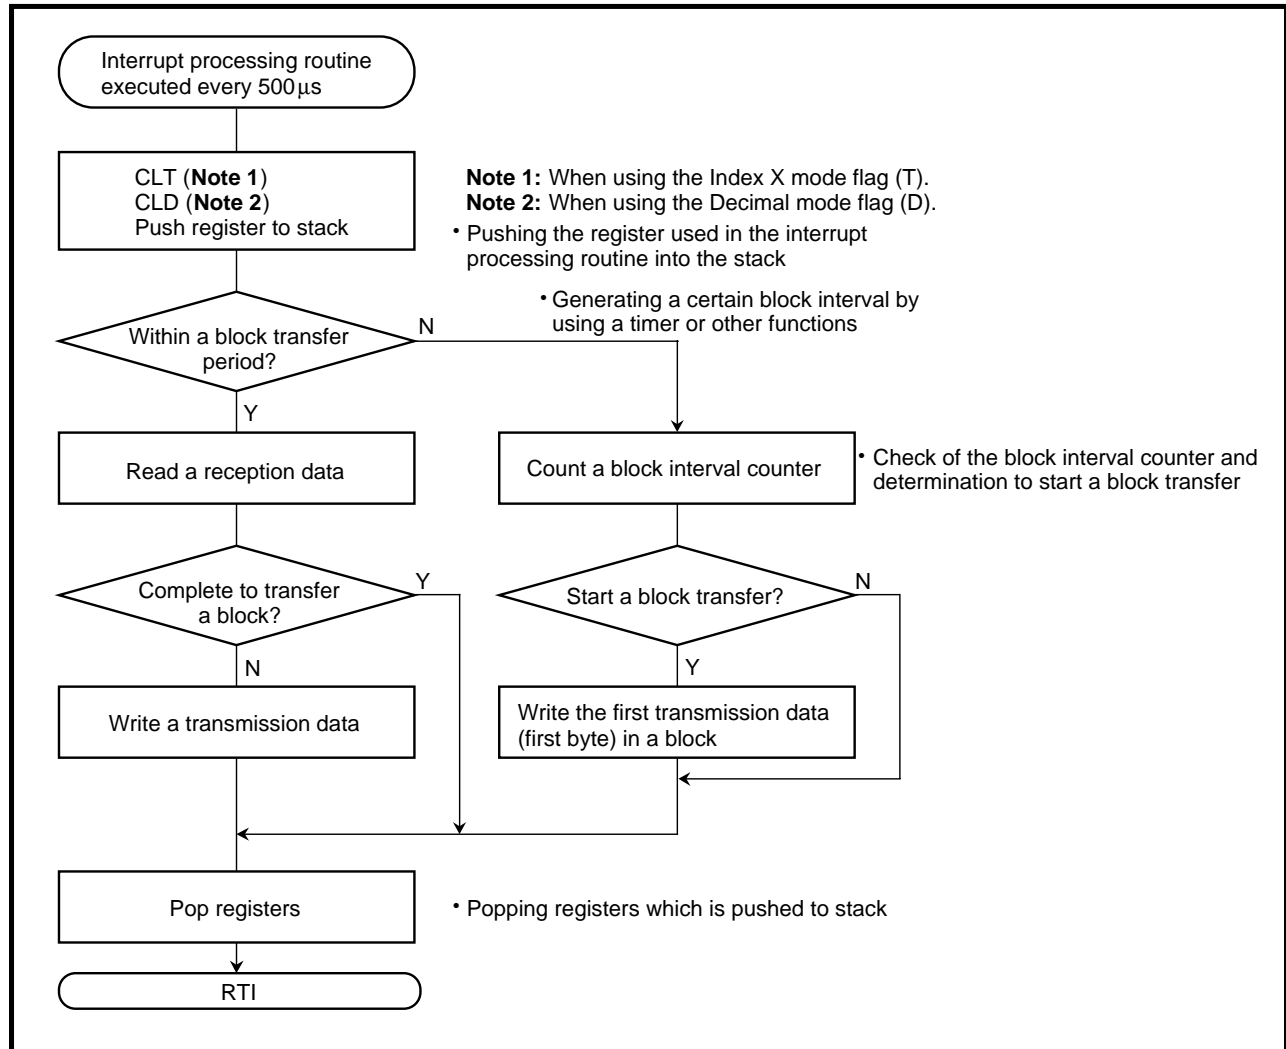 Interrupt processing routine
executed every 500μs
CLT (Note 1)
CLD (Note 2)
Push register to stack
Note 1: When using the Index X mode flag (T).
Note 2: When using the Decimal mode flag (D).
• Pushing the register used in the interrupt
processing routine into the stack
• Generating a certain block interval by
using a timer or other functions
Within a block transfer
period?
N
Y
Read a reception data
Count a block interval counter
• Check of the block interval counter and
determination to start a block transfer
Complete to transfer
a block?
Y
N
Start a block transfer?
N
Y
Write a transmission data
Write the first transmission data
(first byte) in a block
Pop registers
• Popping registers which is pushed to stack
RTI